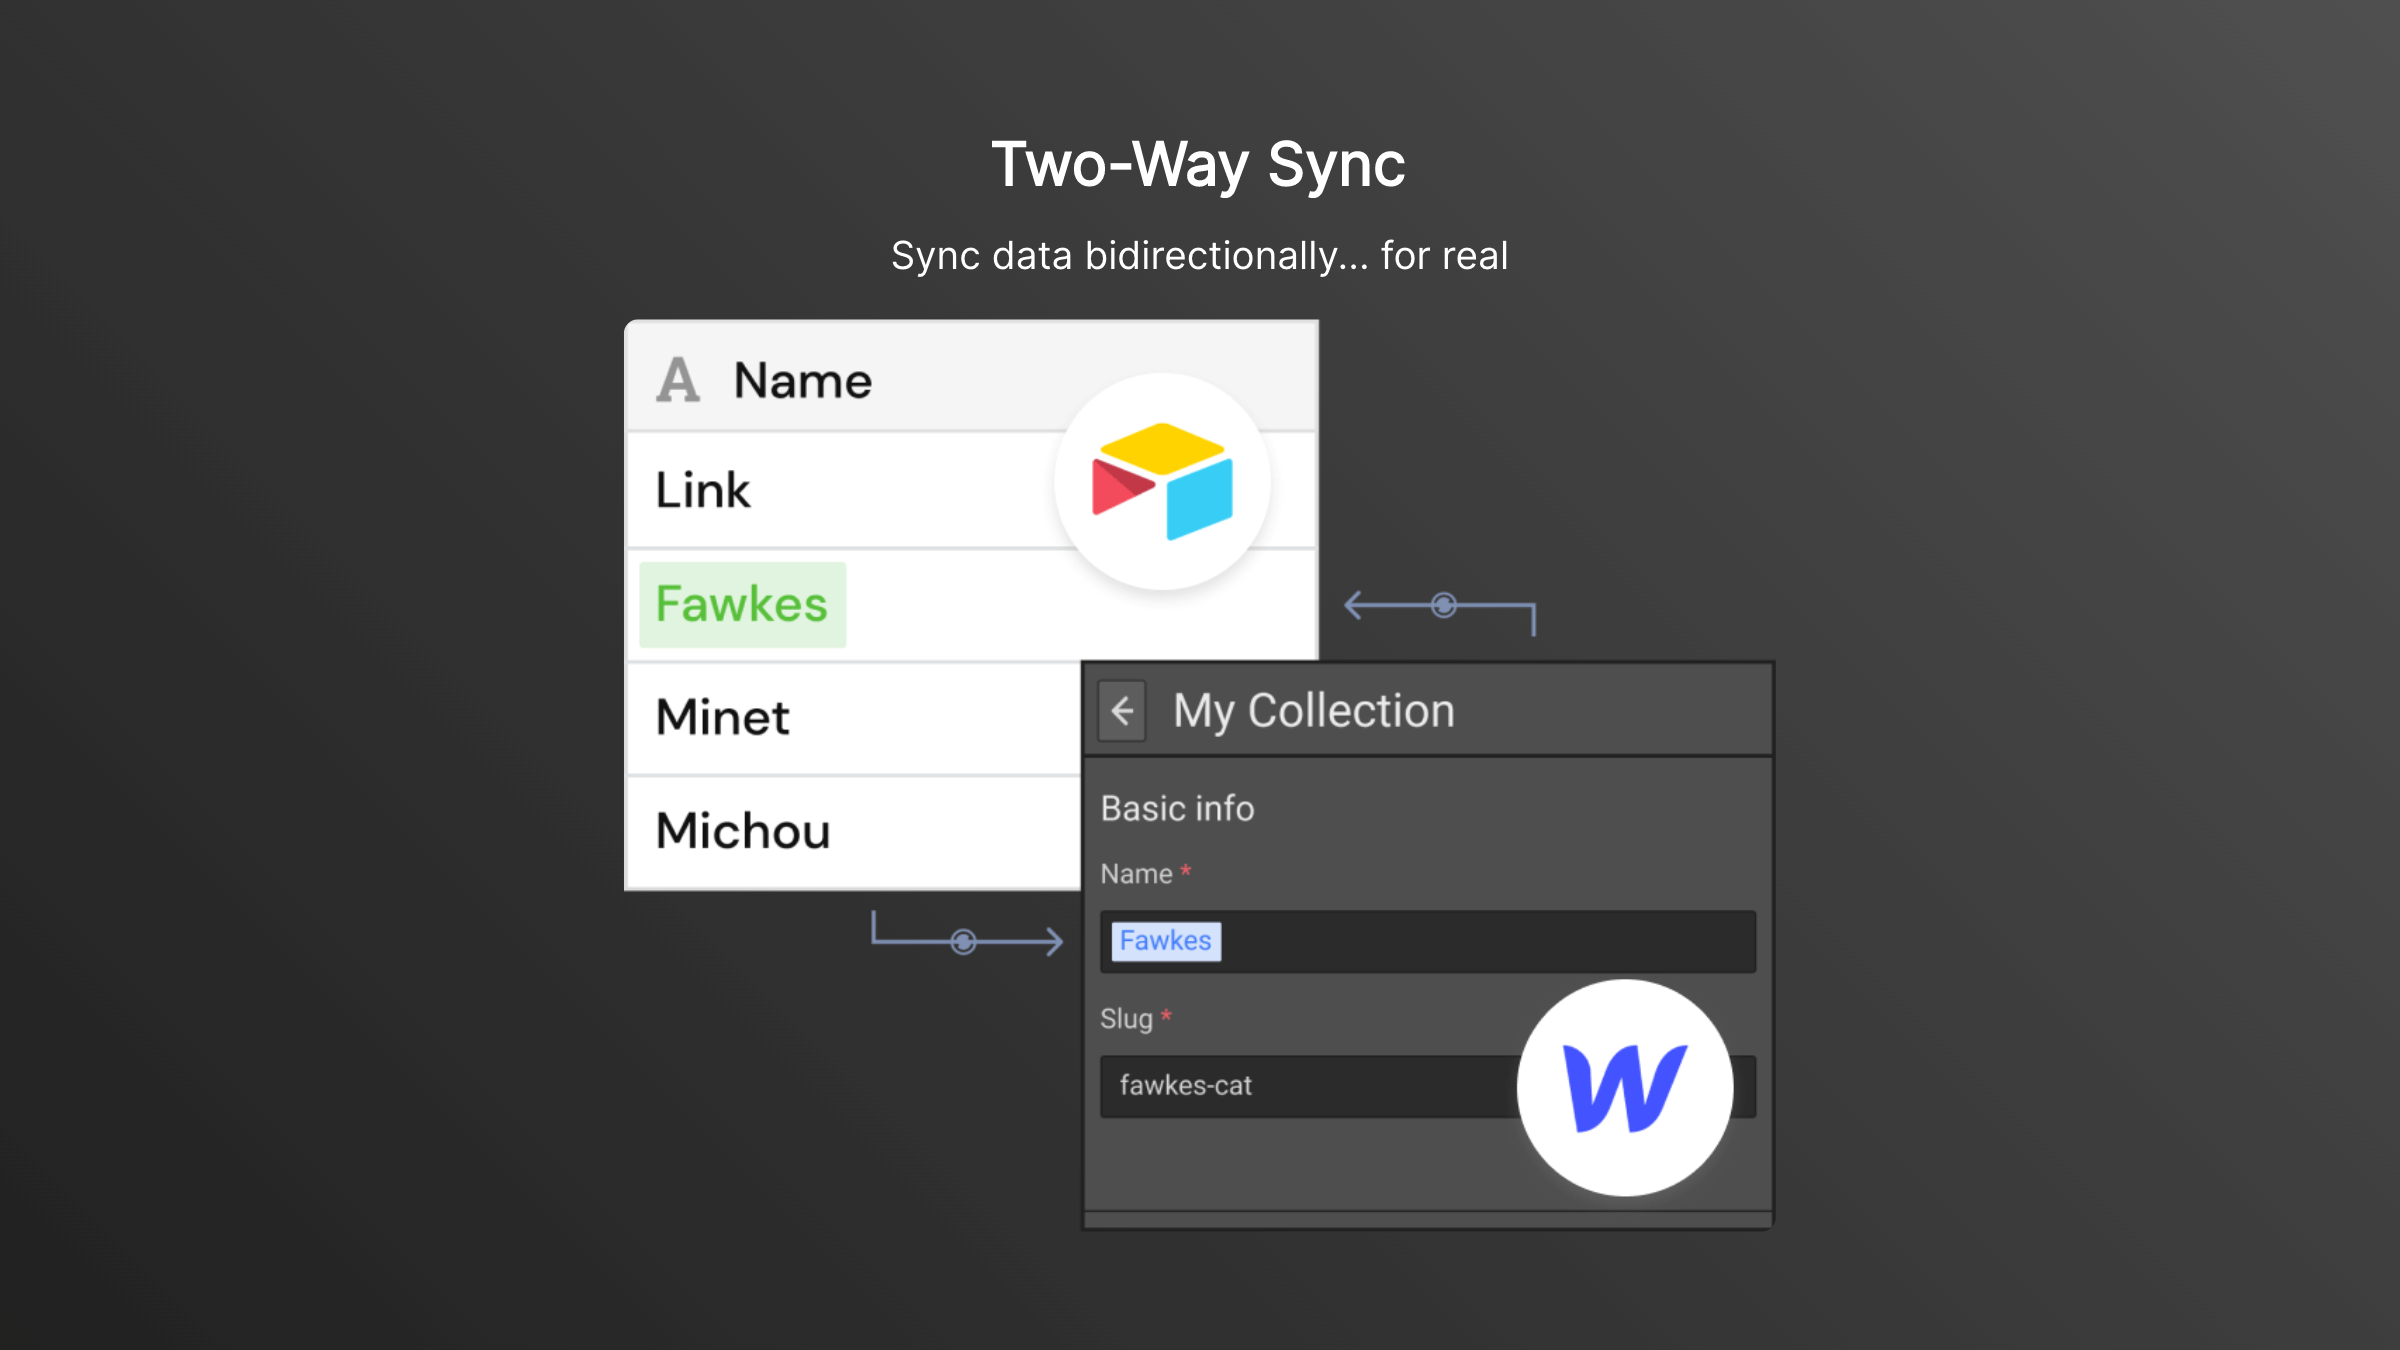 Two-Way Sync
Sync data bidirectionally... for real
A Name
Link
Fawkes
Minet
Michou
My Collection
Basic info
Name *
Fawkes
Slug *
fawkes-cat